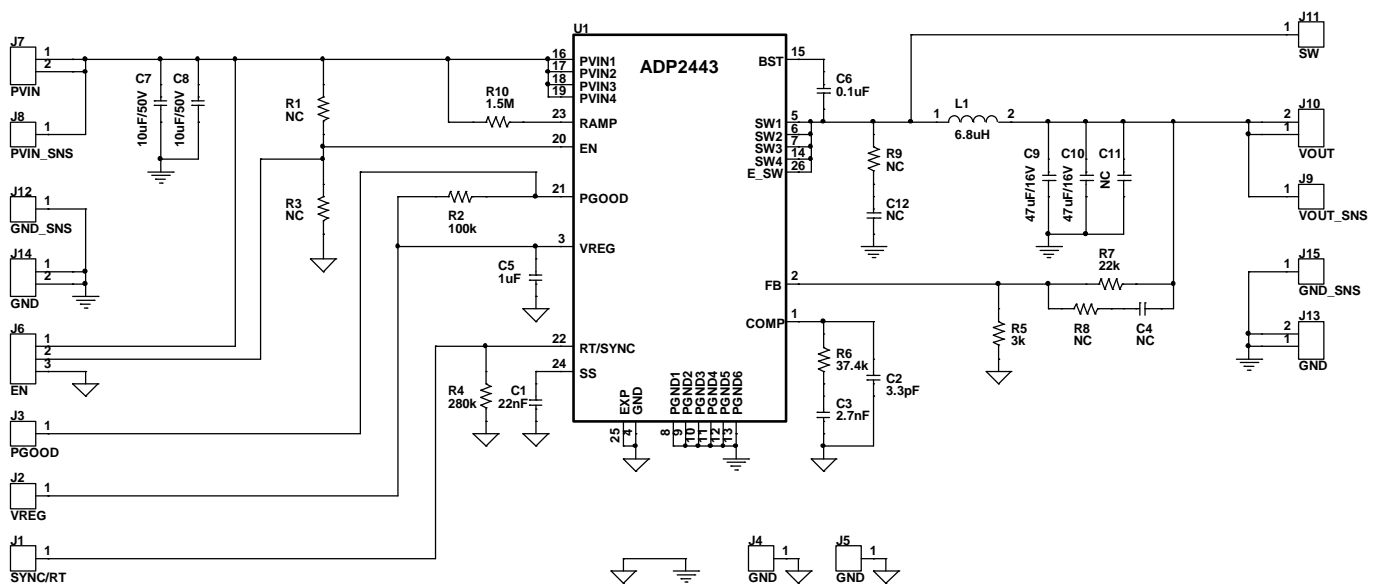 J7
1
2
PVIN
J8
1
PVIN_SNS
J12
1
GND_SNS
J14
1
2
GND
J6
1
2
3
EN
J3
1
PGOOD
J2
1
VREG
J1
1
SYNC/RT
C7
10uF/50V
C8
10uF/50V
R1
NC
R3
NC
R10
1.5M
R2
100k
C5
1uF
R4
280k
C1
22nF
U1
ADP2443
16
PVIN1
17
PVIN2
18
PVIN3
19
PVIN4
23
RAMP
20
EN
21
PGOOD
3
VREG
22
RT/SYNC
24
SS
25
EXP
4
GND
8
PGND1
9
PGND2
10
PGND3
11
PGND4
12
PGND5
13
PGND6
BST
15
SW1
5
SW2
6
SW3
7
SW4
14
E_SW
26
FB
2
COMP
1
C6
0.1uF
R9
NC
C12
NC
1
L1
2
6.8uH
C9
47uF/16V
C10
47uF/16V
C11
NC
R7
22k
R8
NC
C4
NC
R5
3k
R6
37.4k
C2
3.3pF
C3
2.7nF
J11
1
SW
J10
2
1
VOUT
J9
1
VOUT_SNS
J15
1
GND_SNS
J13
2
1
GND
J4
1
GND
J5
1
GND